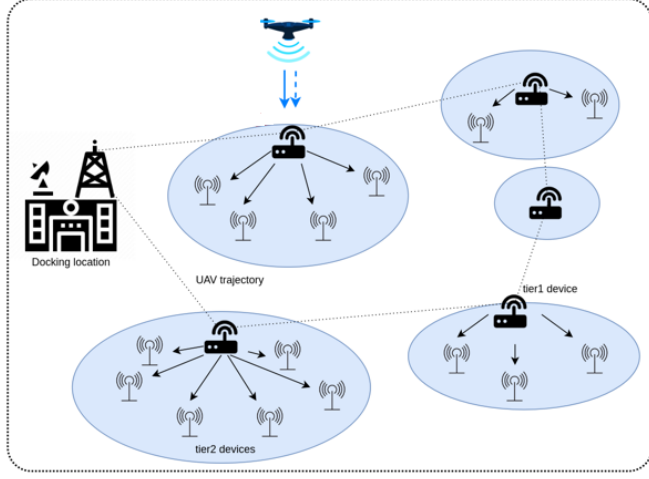 Docking location
UAV trajectory
tier1 device
tier2 devices